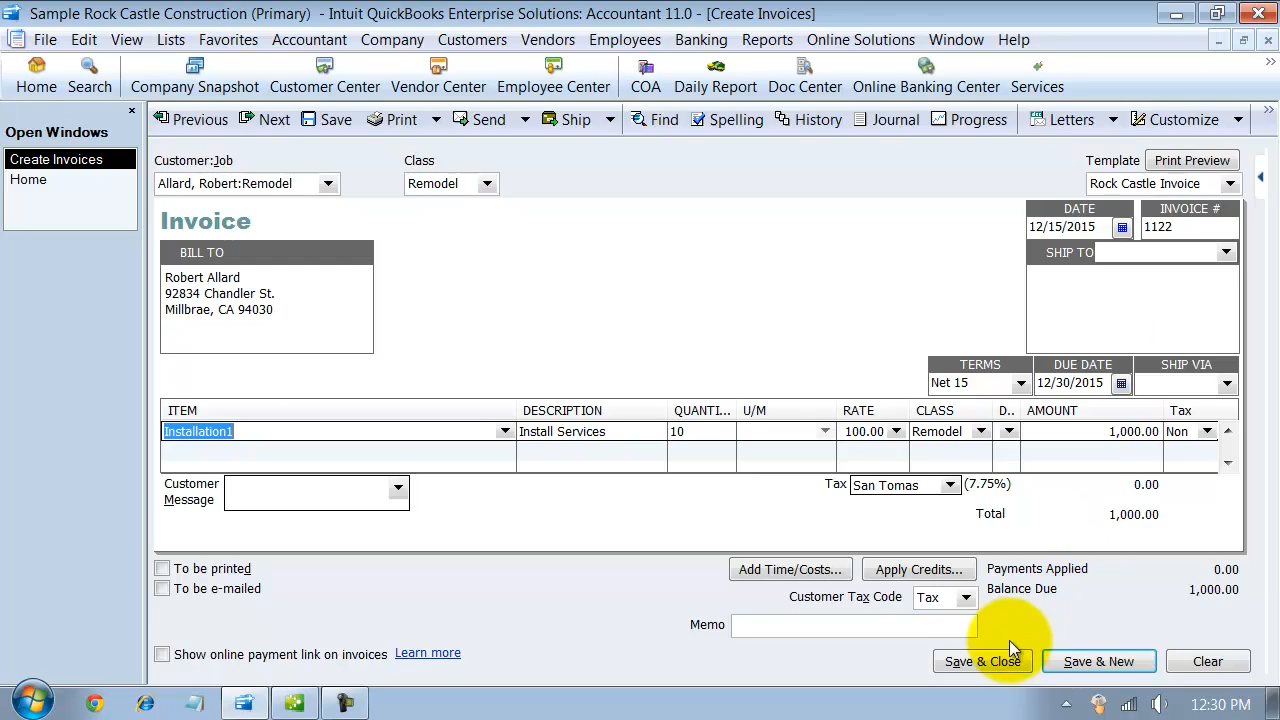 Sample Rock Castle Construction (Primary) - Intuit QuickBooks Enterprise Solutions: Accountant 11.0 - [Create Invoices]
File Edit View Lists Favorites Accountant Company Customers Vendors Employees Banking Reports Online Solutions Window Help
Home Search Company Snapshot Customer Center Vendor Center Employee Center COA Daily Report Doc Center Online Banking Center Services
Previous Next Save Print Send Ship Find Spelling History Journal Progress Letters Customize
Open Windows
Create Invoices
Home
Customer:Job Class Template Print Preview
Allard, Robert:Remodel Remodel Rock Castle Invoice
Invoice
DATE INVOICE #
12/15/2015 1122
BILL TO
SHIP TO
Robert Allard
92834 Chandler St.
Millbrae, CA 94030
TERMS DUE DATE SHIP VIA
Net 15 12/30/2015
ITEM DESCRIPTION QUANTI... U/M RATE CLASS D.. AMOUNT Tax
Installation1 Install Services 10 100.00 Remodel 1,000.00 Non
Customer Message
Tax San Tomas (7.75%) 0.00
Total 1,000.00
To be printed
To be e-mailed
Add Time/Costs... Apply Credits... Payments Applied 0.00
Customer Tax Code Tax Balance Due 1,000.00
Memo
Show online payment link on invoices Learn more
Save & Close Save & New Clear
12:30 PM